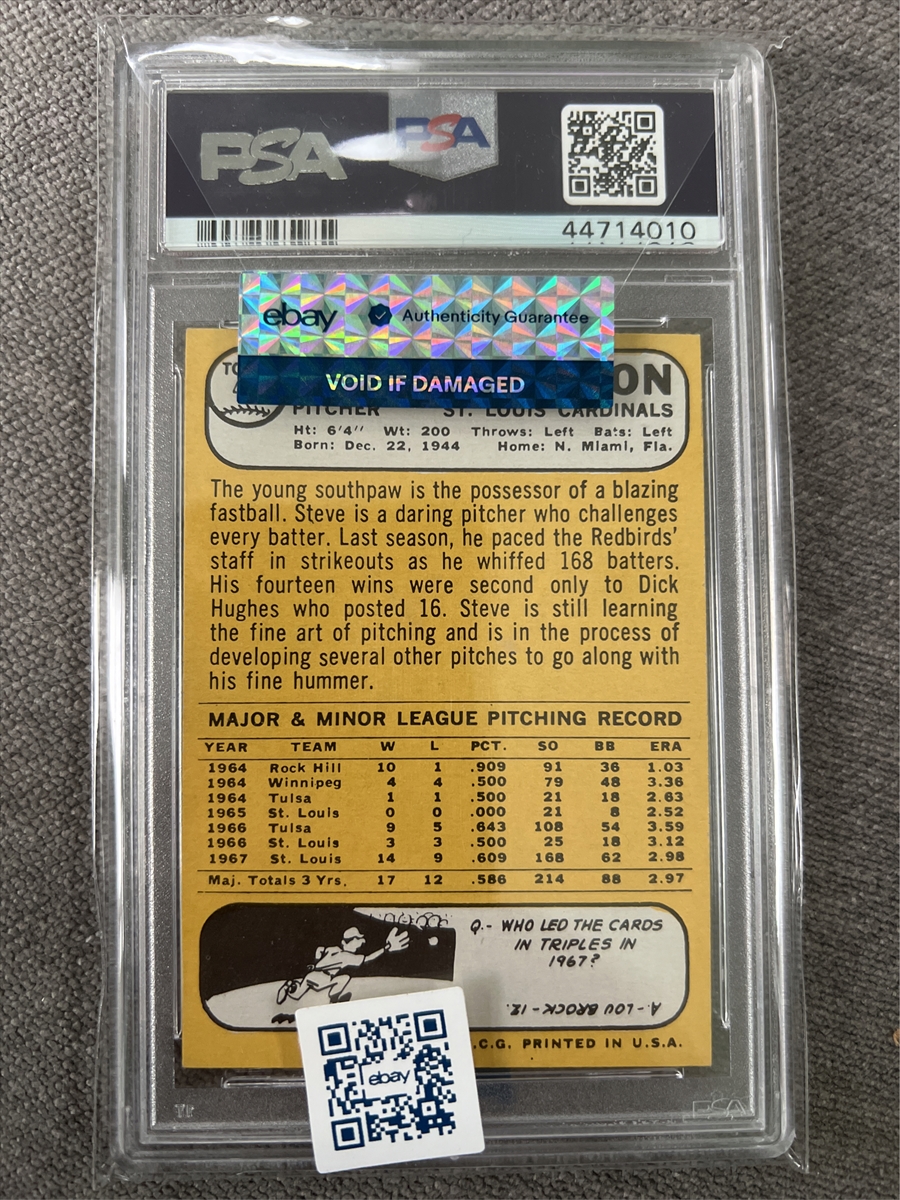 PSA PSA
44714010
ebay Authenticity Guarantee
VOID IF DAMAGED
ON
PITCHER ST. LOUIS CARDINALS
Ht: 6'4" Wt: 200 Throws: Left Bats: Left
Born: Dec. 22, 1944 Home: N. Miami, Fla.
The young southpaw is the possessor of a blazing
fastball. Steve is a daring pitcher who challenges
every batter. Last season, he paced the Redbirds'
staff in strikeouts as he whiffed 168 batters.
His fourteen wins were second only to Dick
Hughes who posted 16. Steve is still learning
the fine art of pitching and is in the process of
developing several other pitches to go along with
his fine hummer.
MAJOR & MINOR LEAGUE PITCHING RECORD
YEAR TEAM W L PCT. SO BB ERA
1964 Rock Hill 10 1 .909 91 36 1.03
1964 Winnipeg 4 4 .500 79 48 3.36
1964 Tulsa 1 1 .500 21 18 2.63
1965 St. Louis 0 0 .000 21 8 2.52
1966 Tulsa 9 5 .643 108 54 3.59
1966 St. Louis 3 3 .500 25 18 3.12
1967 St. Louis 14 9 .609 168 62 2.98
Maj. Totals 3 Yrs. 17 12 .586 214 88 2.97
Q.- WHO LED THE CARDS
IN TRIPLES IN
1967?
A.- LOU BROCK - 12.
.C.G. PRINTED IN U.S.A.
ebay
PSA